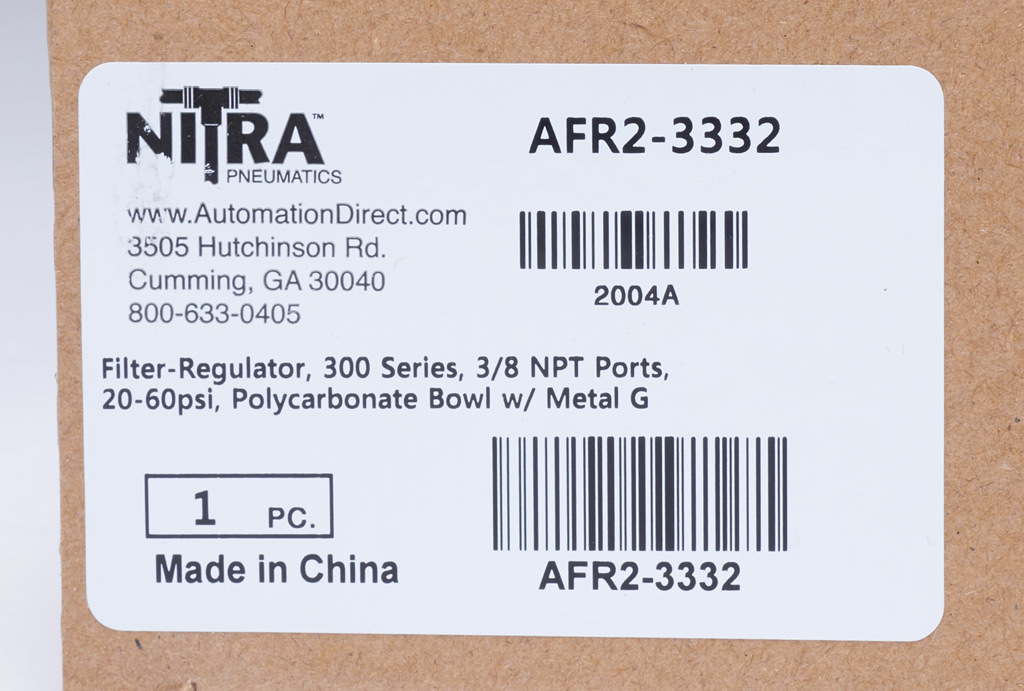 NITRA™
PNEUMATICS
www.AutomationDirect.com
3505 Hutchinson Rd.
Cumming, GA 30040
800-633-0405
AFR2-3332
2004A
Filter-Regulator, 300 Series, 3/8 NPT Ports,
20-60psi, Polycarbonate Bowl w/ Metal G
1 PC.
Made in China
AFR2-3332